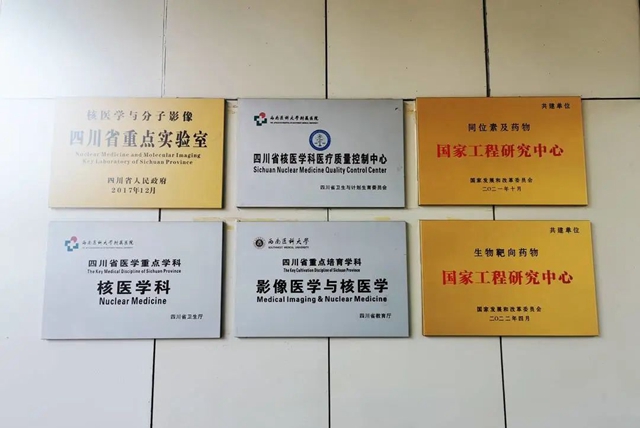 核医学与分子影像
四川省重点实验室
Nuclear Medicine and Molecular Imaging
Key Laboratory of Sichuan Province
四川省人民政府
2017年12月
西南医科大学附属医院
四川省核医学科医疗质量控制中心
Sichuan Nuclear Medicine Quality Control Center
四川省卫生与计划生育委员会
共建单位
同位素及药物
国家工程研究中心
国家发展和改革委员会
二〇二一年十月
西南医科大学附属医院
四川省医学重点学科
The Key Medical Discipline of Sichuan Province
核医学科
Nuclear Medicine
四川省卫生厅
西南医科大学
SOUTHWEST MEDICAL UNIVERSITY
四川省重点培育学科
The Key Cultivation Discipline of Sichuan Province
影像医学与核医学
Medical Imaging & Nuclear Medicine
四川省教育厅
共建单位
生物靶向药物
国家工程研究中心
国家发展和改革委员会
二〇二二年四月